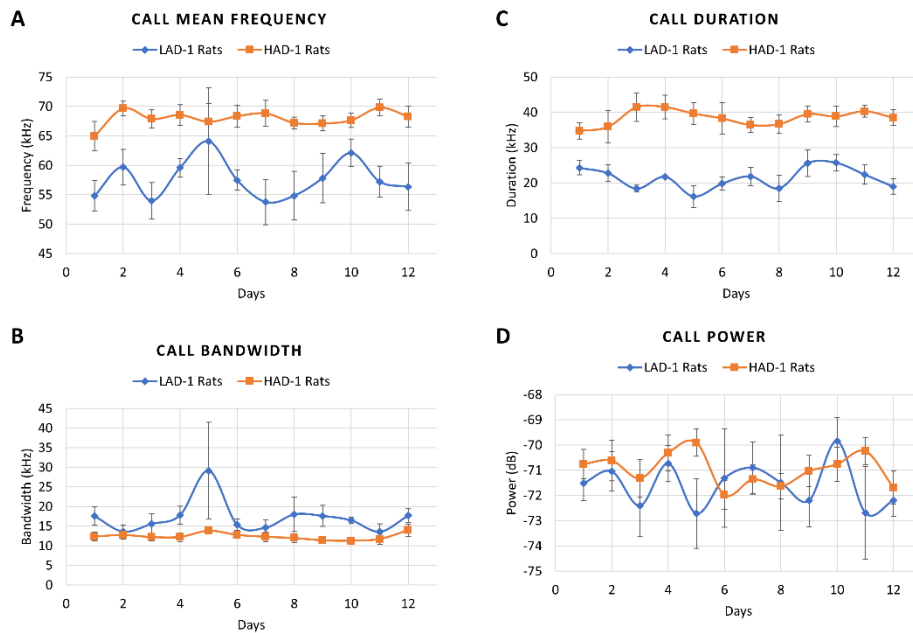 A
CALL MEAN FREQUENCY
LAD-1 Rats HAD-1 Rats
75
70
65
60
55
50
45
Frequency (kHz)
0 2 4 6 8 10 12
Days
C
CALL DURATION
LAD-1 Rats HAD-1 Rats
50
40
30
20
10
0
Duration (kHz)
0 2 4 6 8 10 12
Days
B
CALL BANDWIDTH
LAD-1 Rats HAD-1 Rats
45
40
35
30
25
20
15
10
5
0
Bandwidth (kHz)
0 2 4 6 8 10 12
Days
D
CALL POWER
LAD-1 Rats HAD-1 Rats
-68
-69
-70
-71
-72
-73
-74
-75
Power (dB)
0 2 4 6 8 10 12
Days